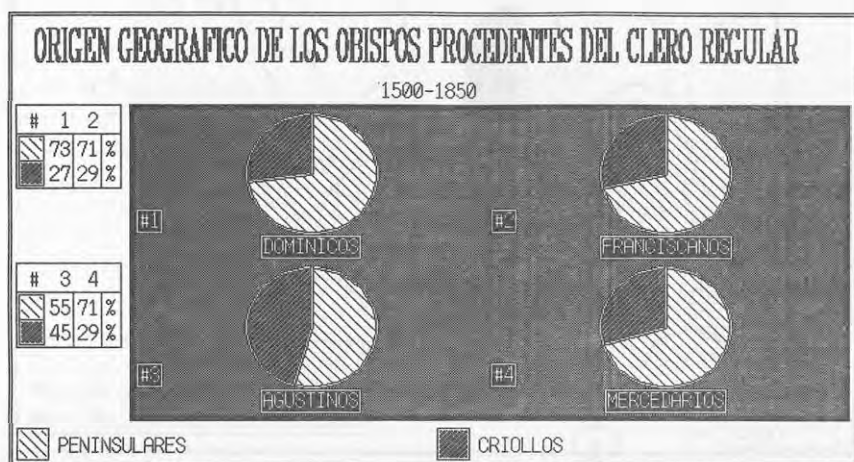 ORIGEN GEOGRAFICO DE LOS OBISPOS PROCEDENTES DEL CLERO REGULAR
1500-1850
# 1 2
73 71 %
27 29 %
#1
DOMINICOS
#2
FRANCISCANOS
# 3 4
55 71 %
45 29 %
#3
AGUSTINOS
#4
MERCEDARIOS
PENINSULARES
CRIOLLOS